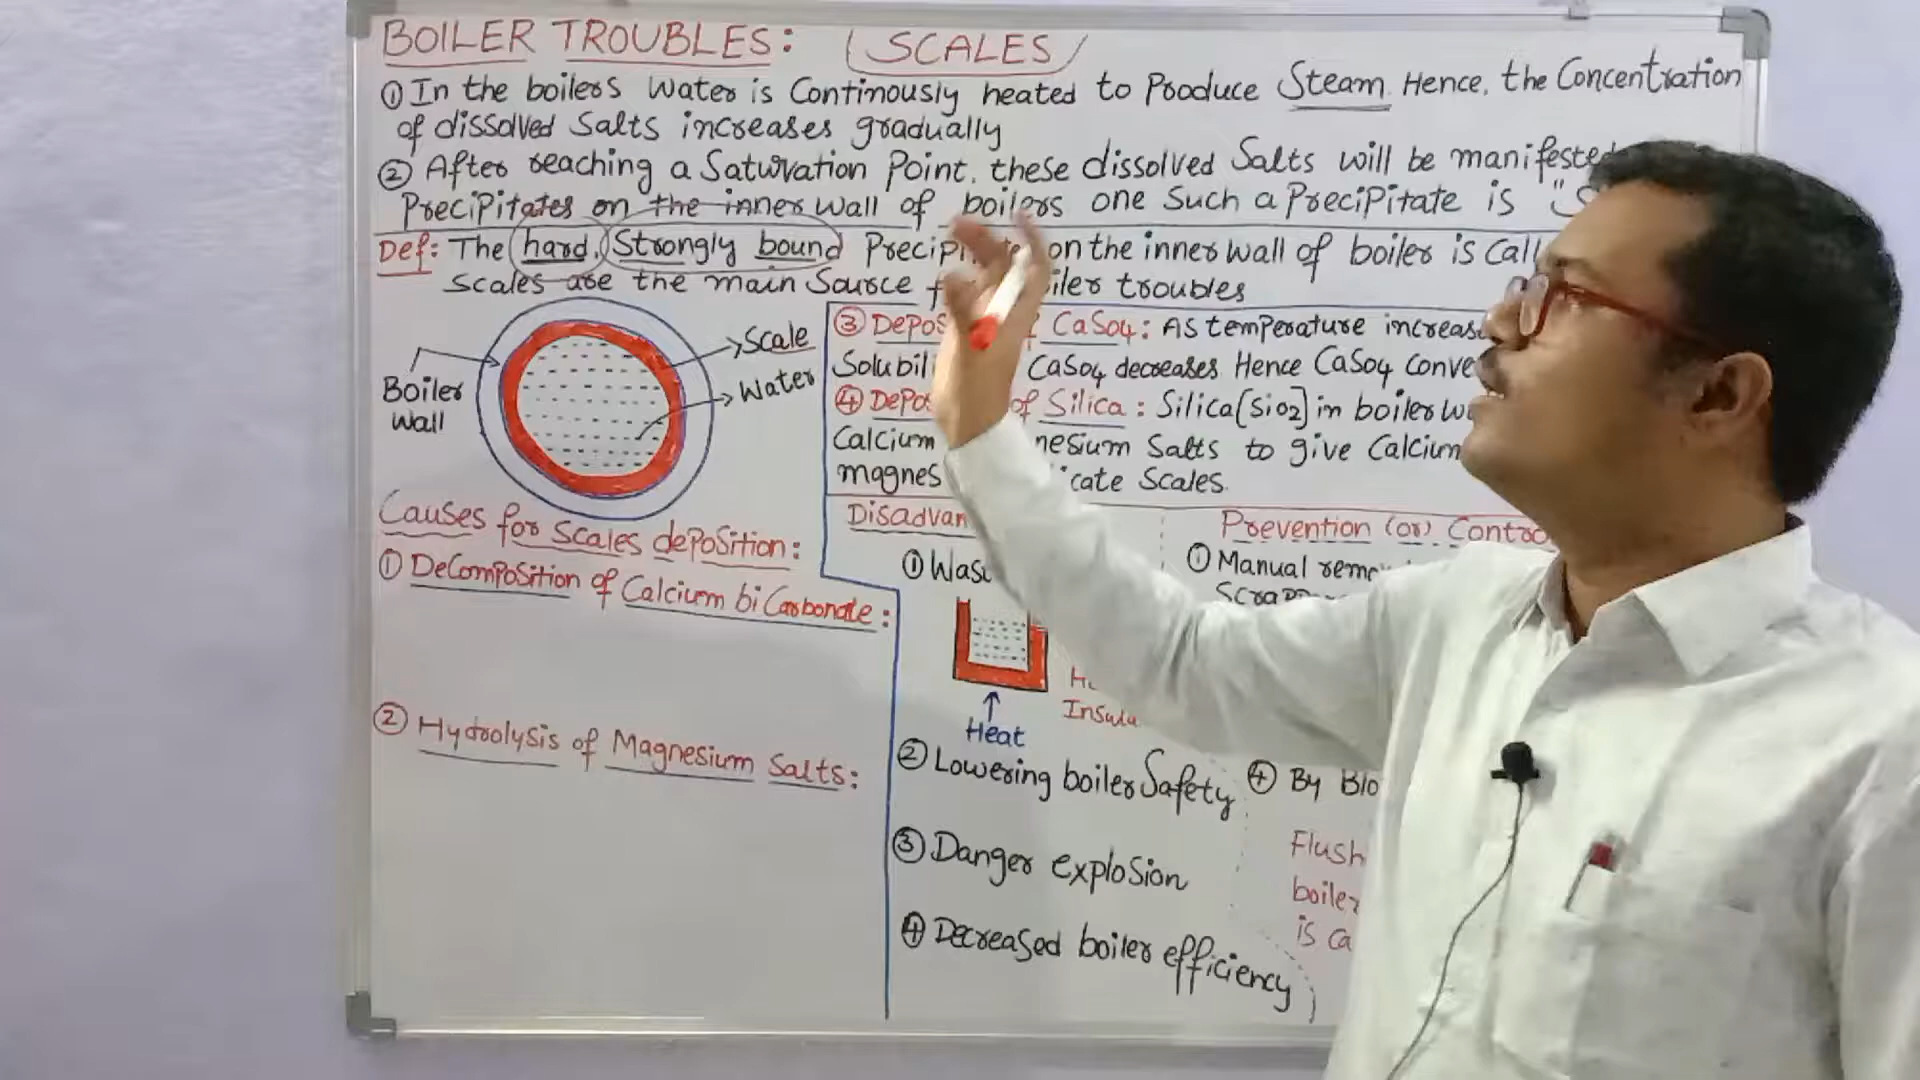 BOILER TROUBLES: SCALES
① In the boilers water is Continously heated to Produce Steam. Hence, the Concentration
of dissolved Salts increases gradually
② After reaching a Saturation Point, these dissolved Salts will be manifested
Precipitates on the inner wall of boilers one Such a Precipitate is
Def: The hard, Strongly bound on the inner wall of boiler is
Scales are the main Source troubles
Scale
Water
Boiler
Wall
③ CaSO4: As temperature
CaSO4 decreases Hence CaSO4
④ of Silica: Silica [SiO2] in boiler
Calcium Salts to give Calcium
Scales.
Causes for Scales deposition:
① Decomposition of Calcium bi Carbonate:
② Hydrolysis of Magnesium Salts:
①
Heat
② Lowering boiler Safety
③ Danger explosion
④ Decreased boiler efficiency
Prevention (or)
① Manual
④ By
is